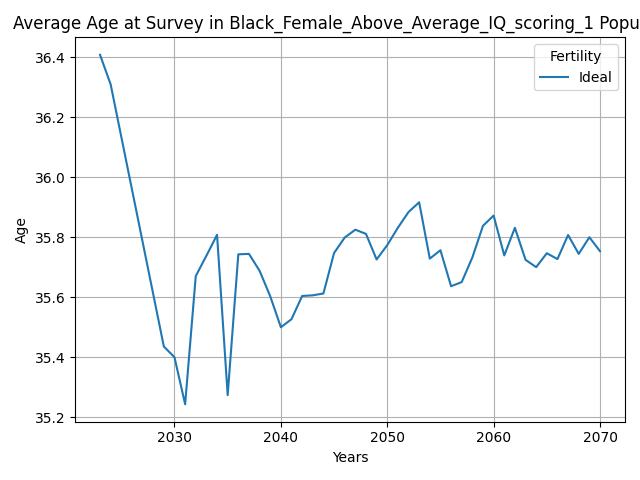 Average Age at Survey in Black_Female_Above_Average_IQ_scoring_1 Popu
Fertility
Ideal
36.4
36.2
36.0
35.8
35.6
35.4
35.2
Age
2030 2040 2050 2060 2070
Years